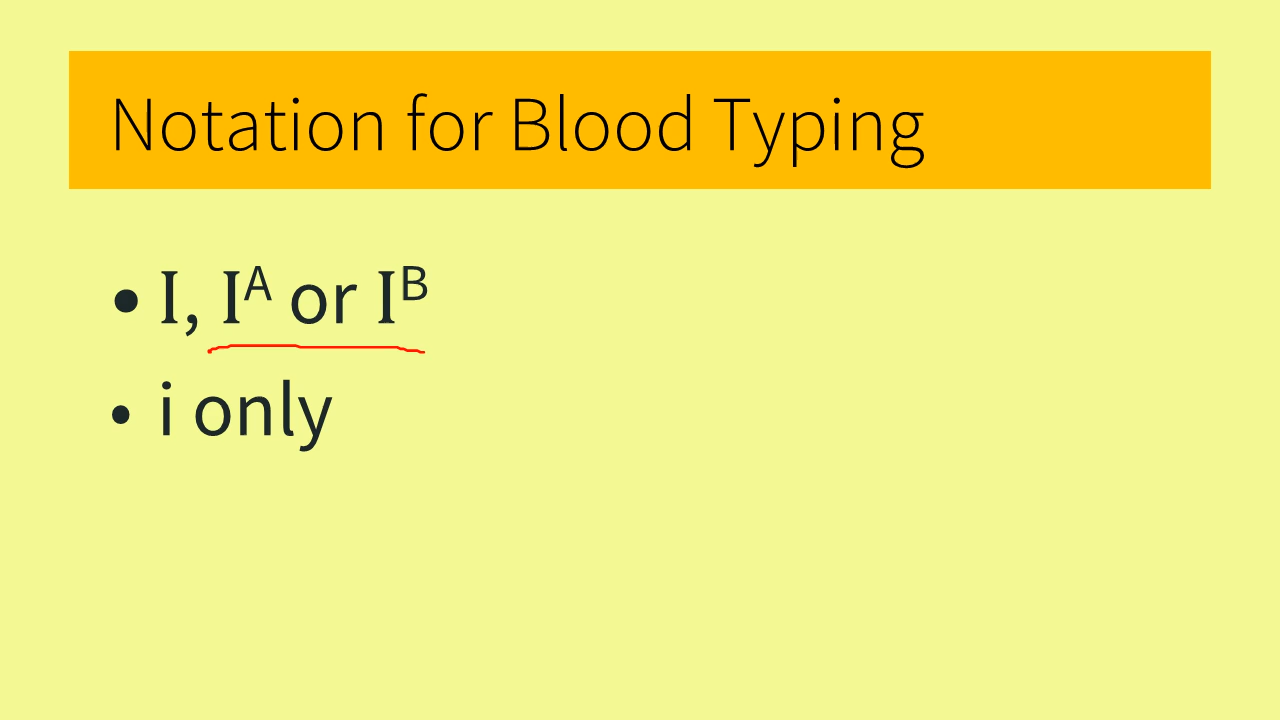 Notation for Blood Typing
• I, Iᴬ or Iᴮ
• i only